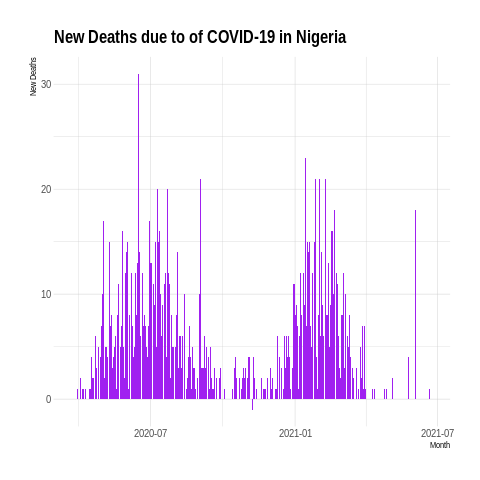 New Deaths due to of COVID-19 in Nigeria
New Deaths
30
20
10
0
2020-07
2021-01
2021-07
Month